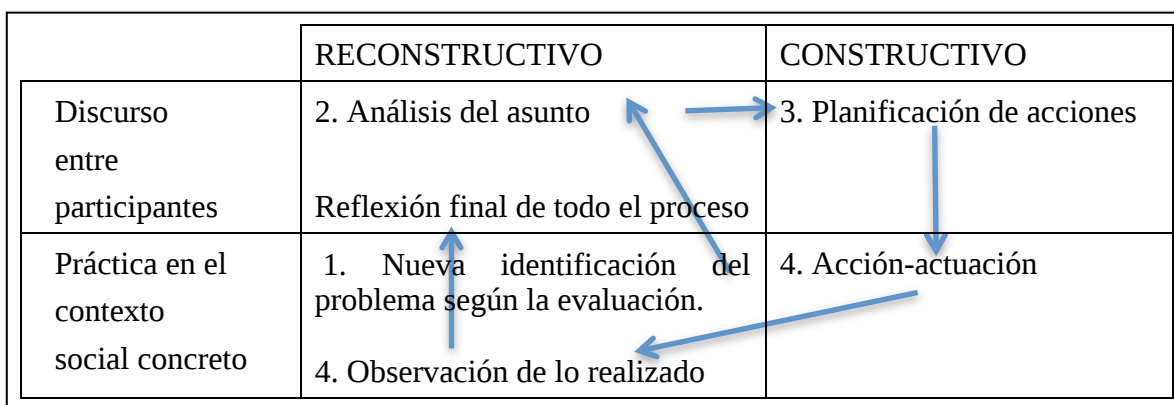 RECONSTRUCTIVO
CONSTRUCTIVO
Discurso
entre
participantes
2. Análisis del asunto
Reflexión final de todo el proceso
3. Planificación de acciones
Práctica en el
contexto
social concreto
1. Nueva identificación del
problema según la evaluación.
4. Observación de lo realizado
4. Acción-actuación